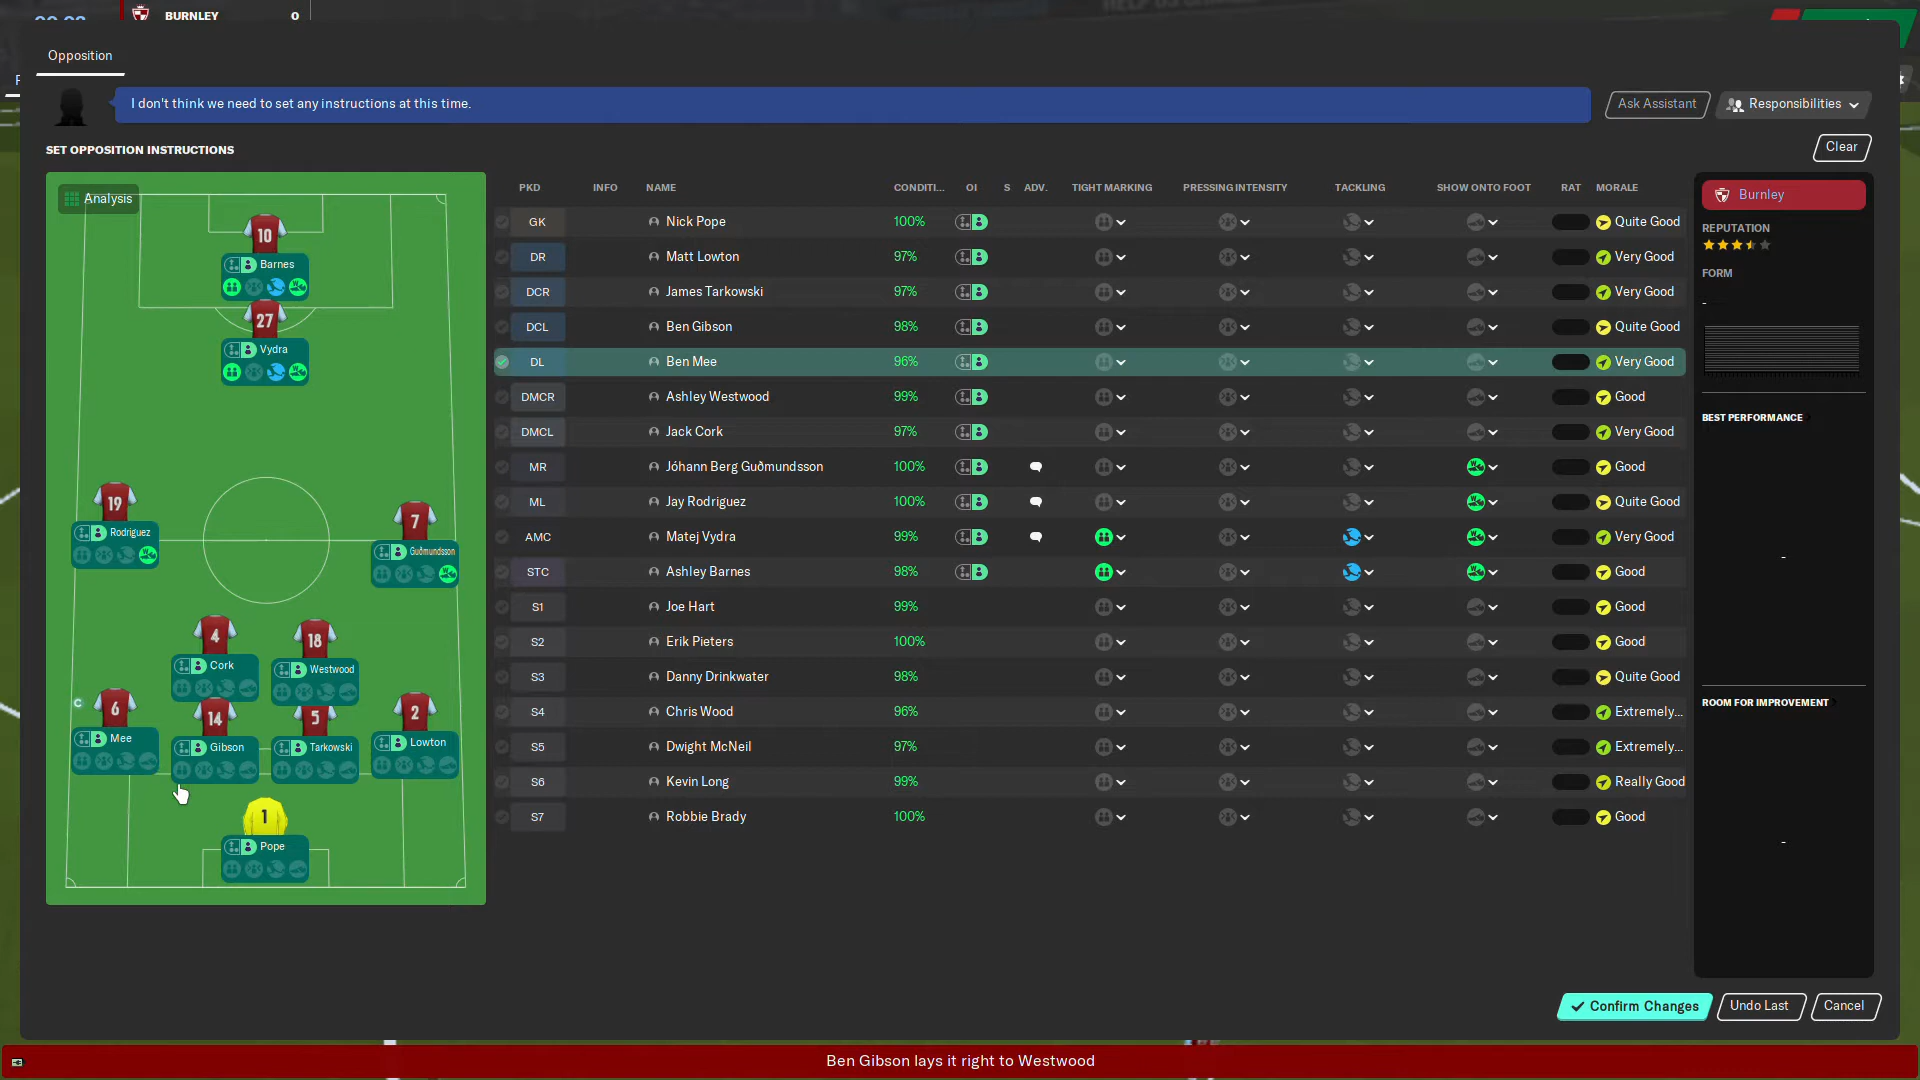 BURNLEY 0
Opposition
I don't think we need to set any instructions at this time.
Ask Assistant
Responsibilities
SET OPPOSITION INSTRUCTIONS
Clear
Analysis
10
Barnes
27
Vydra
19
Rodriguez
7
Guðmundsson
4
Cork
18
Westwood
C
6
Mee
14
Gibson
5
Tarkowski
2
Lowton
1
Pope
PKD INFO NAME CONDITI... OI S ADV. TIGHT MARKING PRESSING INTENSITY TACKLING SHOW ONTO FOOT RAT MORALE
GK Nick Pope 100% Quite Good
DR Matt Lowton 97% Very Good
DCR James Tarkowski 97% Very Good
DCL Ben Gibson 98% Quite Good
DL Ben Mee 96% Very Good
DMCR Ashley Westwood 99% Good
DMCL Jack Cork 97% Very Good
MR Jóhann Berg Guðmundsson 100% Good
ML Jay Rodriguez 100% Quite Good
AMC Matej Vydra 99% Very Good
STC Ashley Barnes 98% Good
S1 Joe Hart 99% Good
S2 Erik Pieters 100% Good
S3 Danny Drinkwater 98% Quite Good
S4 Chris Wood 96% Extremely...
S5 Dwight McNeil 97% Extremely...
S6 Kevin Long 99% Really Good
S7 Robbie Brady 100% Good
Burnley
REPUTATION
FORM
-
BEST PERFORMANCE
-
ROOM FOR IMPROVEMENT
-
Confirm Changes
Undo Last
Cancel
Ben Gibson lays it right to Westwood